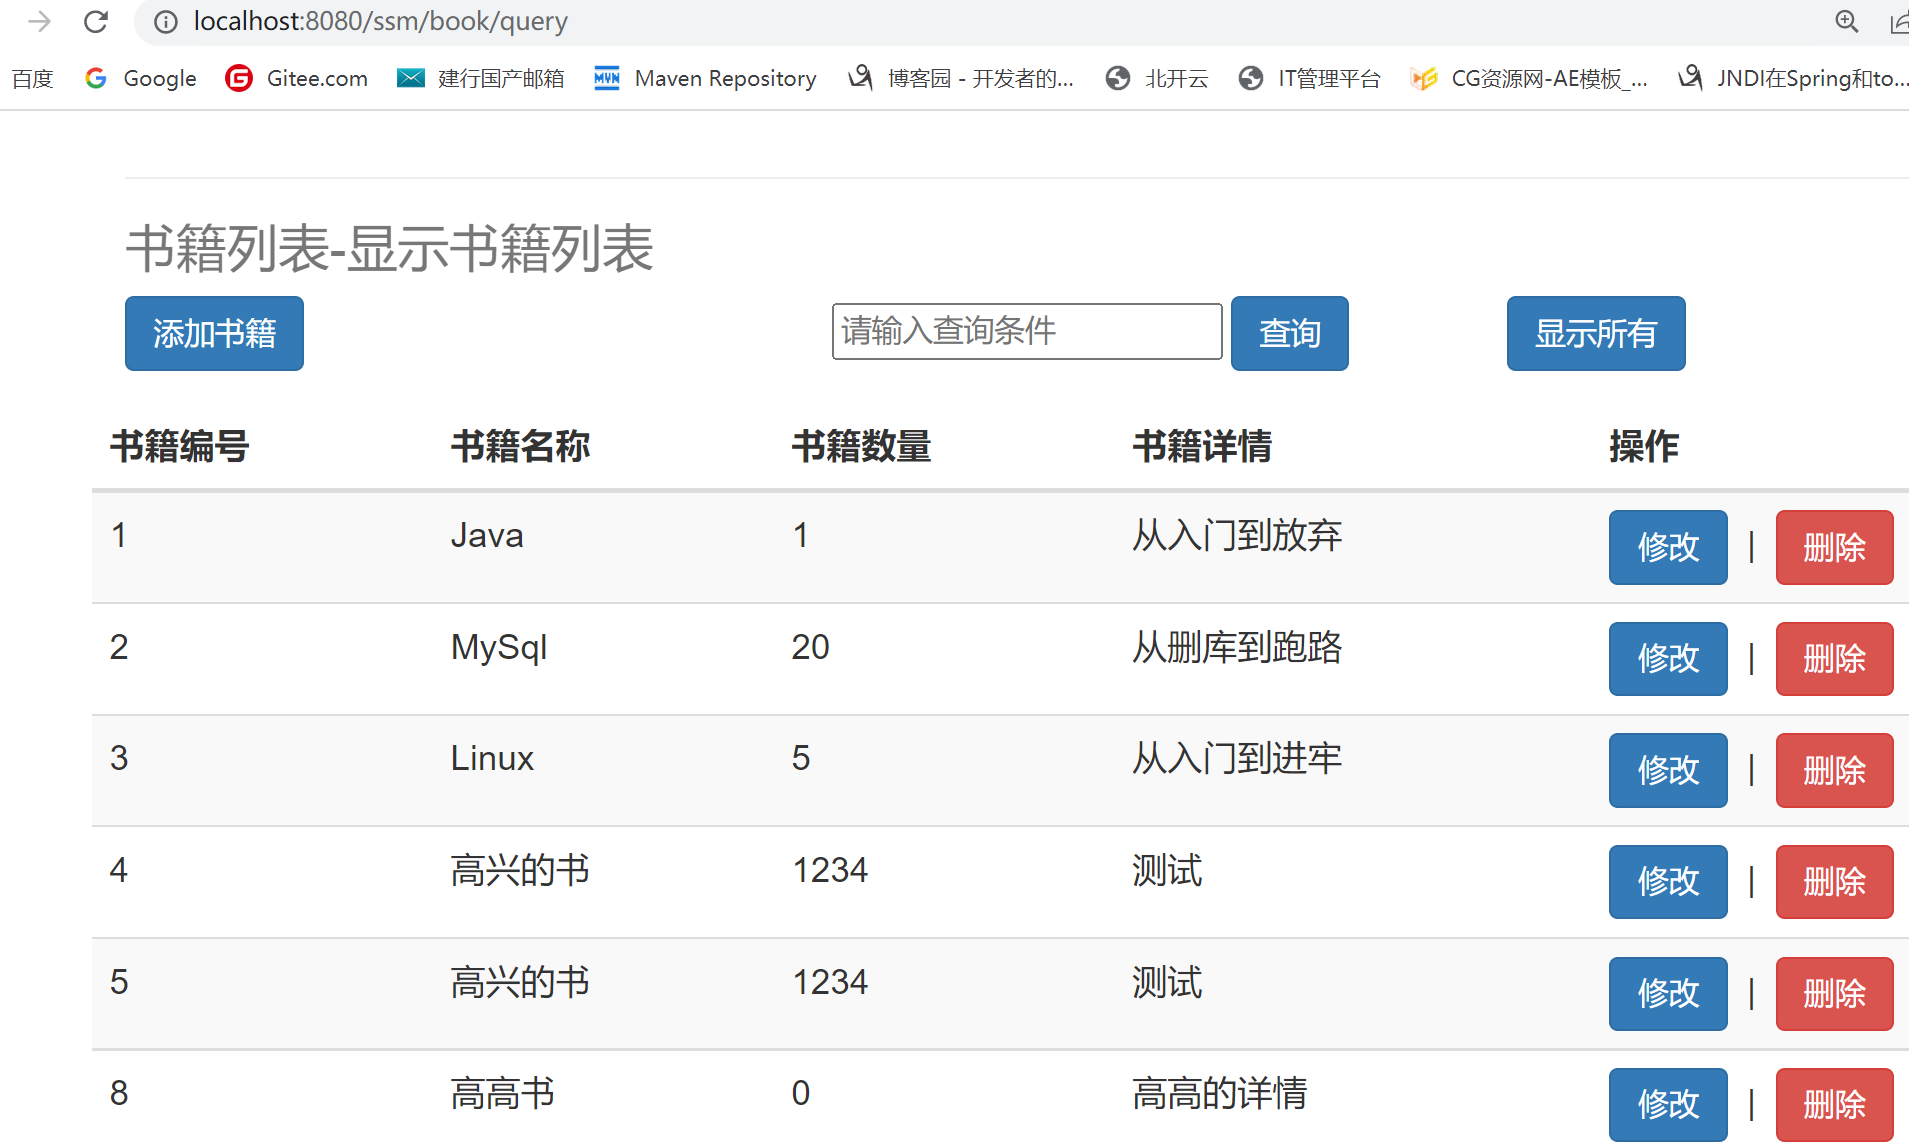 localhost:8080/ssm/book/query
百度 Google Gitee.com 建行国产邮箱 Maven Repository 博客园 - 开发者的... 北开云 IT管理平台 CG资源网-AE模板_... JNDI在Spring和to...
书籍列表-显示书籍列表
添加书籍 请输入查询条件 查询 显示所有
书籍编号 书籍名称 书籍数量 书籍详情 操作
1 Java 1 从入门到放弃 修改 | 删除
2 MySql 20 从删库到跑路 修改 | 删除
3 Linux 5 从入门到进牢 修改 | 删除
4 高兴的书 1234 测试 修改 | 删除
5 高兴的书 1234 测试 修改 | 删除
8 高高书 0 高高的详情 修改 | 删除